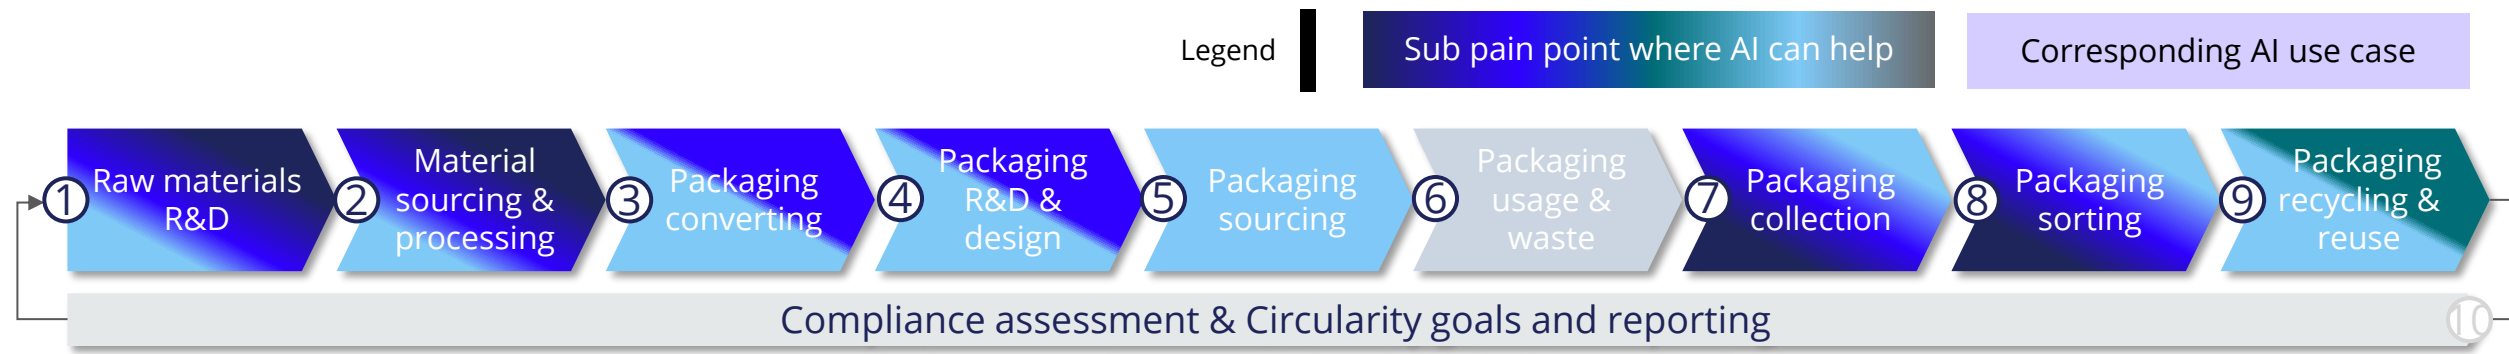 Legend
Sub pain point where AI can help
Corresponding AI use case
1
Raw materials
R&D
2
Material
sourcing &
processing
3
Packaging
converting
4
Packaging
R&D &
design
5
Packaging
sourcing
6
Packaging
usage &
waste
7
Packaging
collection
8
Packaging
sorting
9
Packaging
recycling &
reuse
Compliance assessment & Circularity goals and reporting
10